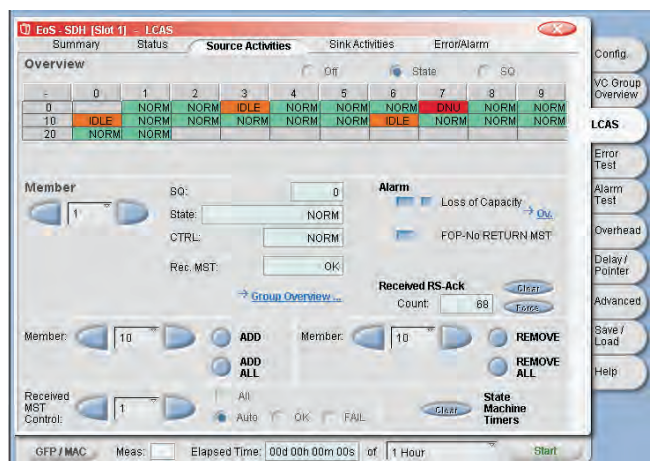 EoS - SDH [Slot 1] - LCAS
Summary Status Source Activities Sink Activities Error/Alarm
Overview Off State SQ
- 0 1 2 3 4 5 6 7 8 9
0 NORM NORM IDLE NORM NORM NORM DNU NORM NORM
10 IDLE NORM NORM NORM NORM NORM IDLE NORM NORM NORM
20 NORM NORM
Member
1
SQ: 0
State: NORM
CTRL: NORM
Rec. MST: OK
→ Group Overview ...
Alarm
Loss of Capacity
→ Ov.
FOP-No RETURN MST
Received RS-Ack
Clear
Count: 68
Force
Member: 10 ADD
ADD ALL
Member: 10 REMOVE
REMOVE ALL
Received MST Control: 1
All
Auto OK FAIL
Clear
State Machine Timers
GFP / MAC Meas: Elapsed Time: 00d 00h 00m 00s of 1 Hour Start
Config.
VC Group Overview
LCAS
Error Test
Alarm Test
Overhead
Delay / Pointer
Advanced
Save / Load
Help